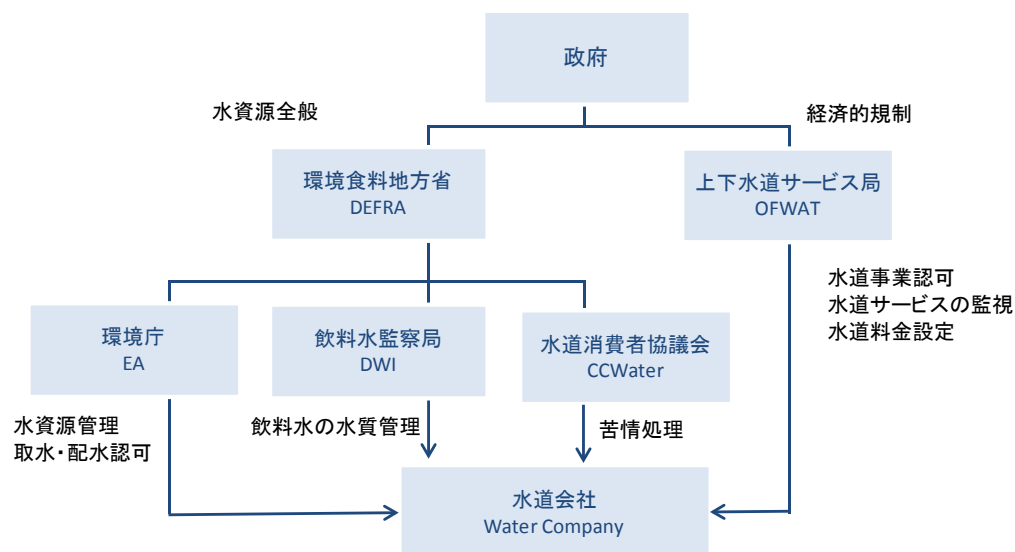 政府
水資源全般
経済的規制
環境食料地方省
DEFRA
上下水道サービス局
OFWAT
水道事業認可
水道サービスの監視
水道料金設定
環境庁
EA
飲料水監察局
DWI
水道消費者協議会
CCWater
水資源管理
取水・配水認可
飲料水の水質管理
苦情処理
水道会社
Water Company